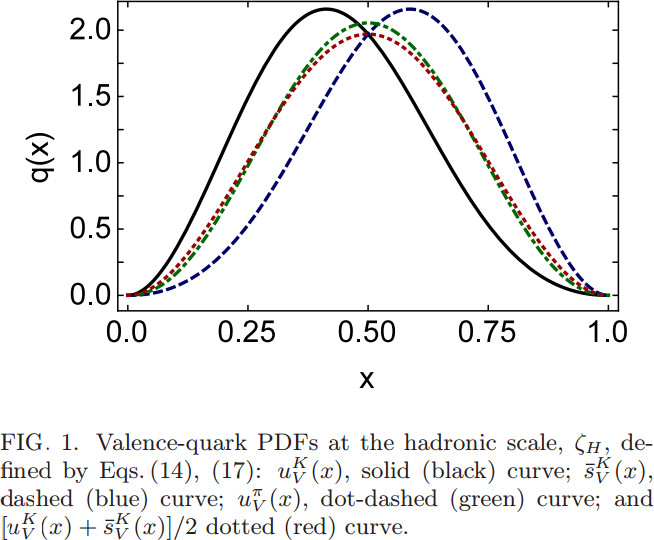 2.0
1.5
1.0
0.5
0.0
q(x)
0.0 0.25 0.50 0.75 1.0
x
FIG. 1. Valence-quark PDFs at the hadronic scale, ζ_H, de-
fined by Eqs. (14), (17): u_V^K(x), solid (black) curve; s̄_V^K(x),
dashed (blue) curve; u_V^π(x), dot-dashed (green) curve; and
[u_V^K(x) + s̄_V^K(x)]/2 dotted (red) curve.